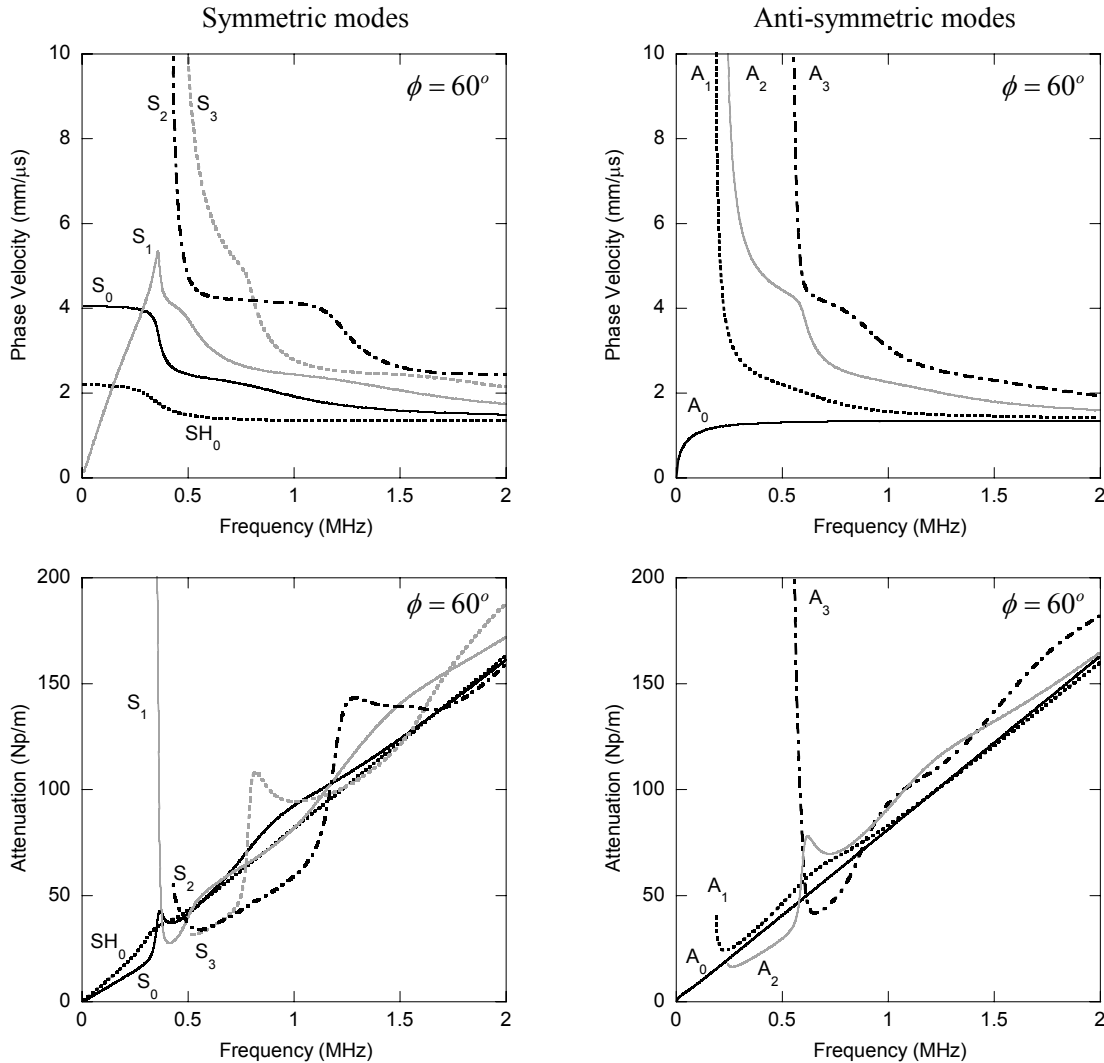 Symmetric modes
Anti-symmetric modes
10
8
6
4
2
0
Phase Velocity (mm/μs)
ϕ = 60°
S₂
S₃
S₁
S₀
SH₀
0
0.5
1
1.5
2
Frequency (MHz)
10
8
6
4
2
0
Phase Velocity (mm/μs)
ϕ = 60°
A₁
A₂
A₃
A₀
0
0.5
1
1.5
2
Frequency (MHz)
200
150
100
50
0
Attenuation (Np/m)
ϕ = 60°
S₁
S₂
SH₀
S₃
S₀
0
0.5
1
1.5
2
Frequency (MHz)
200
150
100
50
0
Attenuation (Np/m)
ϕ = 60°
A₃
A₁
A₀
A₂
0
0.5
1
1.5
2
Frequency (MHz)